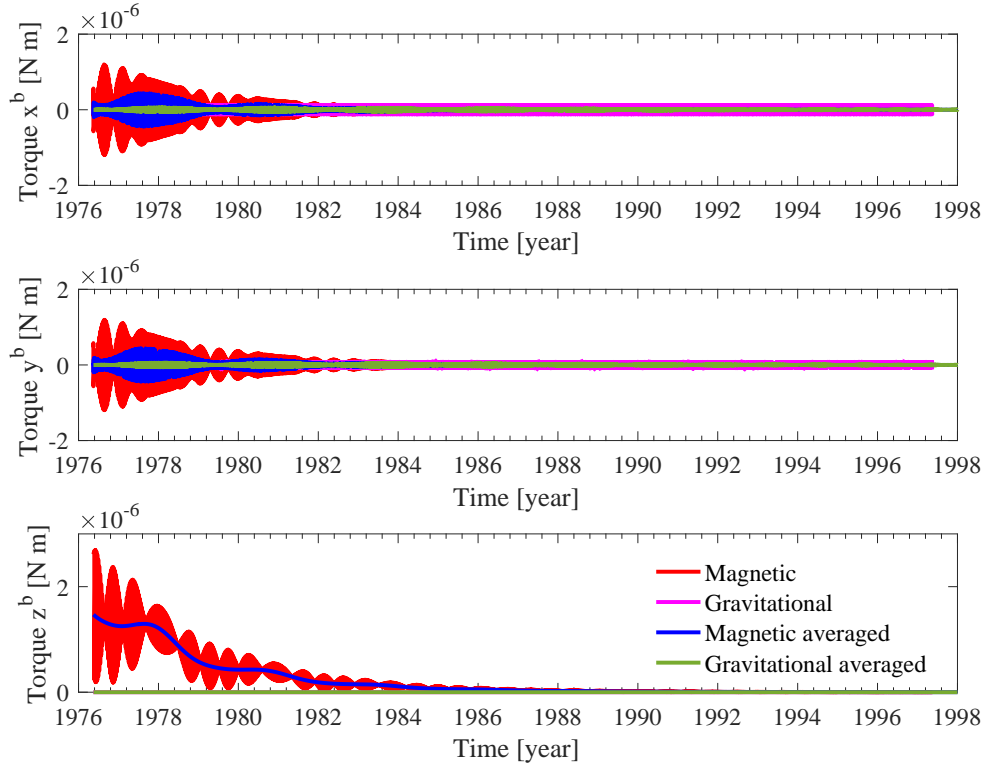 ×10⁻⁶
Torque xᵇ [N m]
2
0
-2
1976 1978 1980 1982 1984 1986 1988 1990 1992 1994 1996 1998
Time [year]
×10⁻⁶
Torque yᵇ [N m]
2
0
-2
1976 1978 1980 1982 1984 1986 1988 1990 1992 1994 1996 1998
Time [year]
×10⁻⁶
Torque zᵇ [N m]
2
0
Magnetic
Gravitational
Magnetic averaged
Gravitational averaged
1976 1978 1980 1982 1984 1986 1988 1990 1992 1994 1996 1998
Time [year]